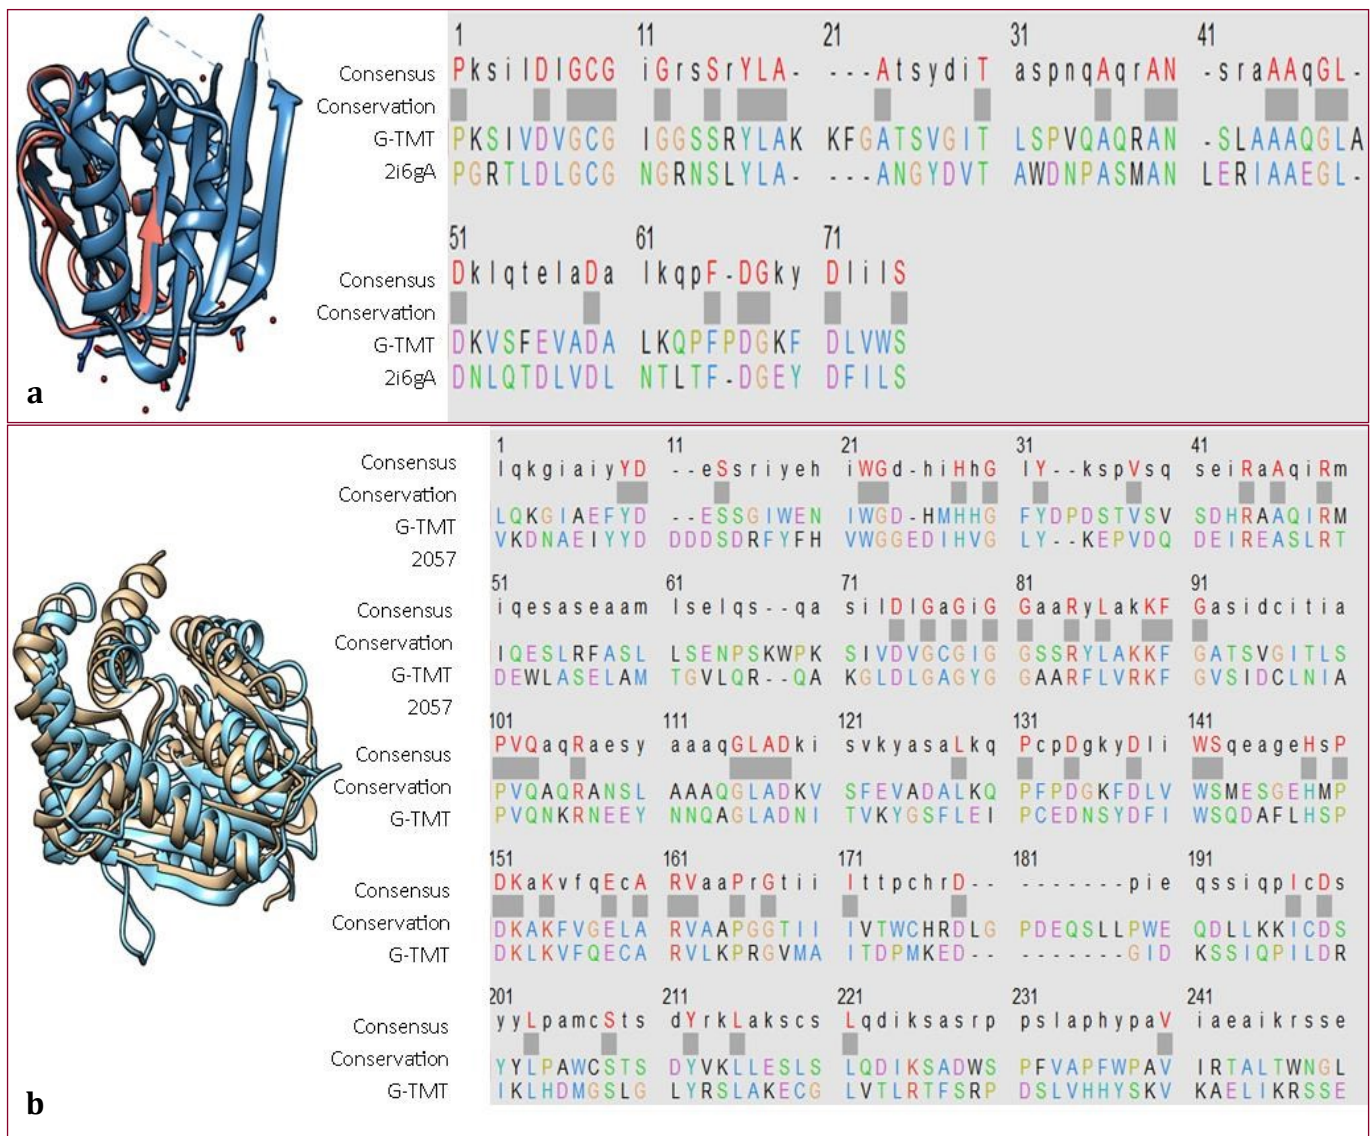 1 11 21 31 41
Consensus PksilDlGCG iGrssSrYLA- ---AtsydiT aspnqAqrAN -sraAAqGL-
Conservation
G-TMT PKSIVDVGCG IGGSSRYLAK KFGATSVGIT LSPVQAQRAN -SLAAAQGLA
2i6gA PGRTLDLGCG NGRNSLYLA- ---ANGYDVT AWDNPASMAN LERIAAEGL-
51 61 71
Consensus DklqtelaDa lkqpF-DGky DlilS
Conservation
G-TMT DKVSFEVADA LKQPFPDGKF DLVWS
2i6gA DNLQTDLVDL NTLTF-DGEY DFILS
a
1 11 21 31 41
Consensus lqkgiaiyYD --eSsriyeh iWGd-hiHhG lY--kspVsq seiRaAqiRm
Conservation
G-TMT LQKGIAEFYD --ESSGIWEN IWGD-HMHHG FYDPDSTVSV SDHRAAQIRM
2057 VKDNAEIYYD DDDSDRFYFH VWGGEDIHVG LY--KEPVDQ DEIREASLRT
51 61 71 81 91
Consensus iqesaseaam lselqs--qa silDlGaGiG GaaRyLakKF Gasidcitia
Conservation
G-TMT IQESLRFASL LSENPSKWPK SIVDVGCGIG GSSRYLAKKF GATSVGITLS
2057 DEWLASELAM TGVLQR--QA KGLDLGAGYG GAARFLVRKF GVSIDCLNIA
101 111 121 131 141
Consensus PVQaqRaesy aaaqGLADki svkyasaLkq PcpDgkyDli WSqeageHsP
Conservation PVQAQRANSL AAAQGLADKV SFEVADALKQ PFPDGKFDLV WSMESGEHMP
G-TMT PVQNKRNEEY NNQAGLADNI TVKYGSFLEI PCEDNSYDFI WSQDAFLHSP
151 161 171 181 191
Consensus DKaKvfqEcA RVaaPrGtii IttpchrD-- -------pie qssiqpIcDs
Conservation DKAKFVGELA RVAAPGGTII IVTWCHRDLG PDEQSLLPWE QDLLKKICDS
G-TMT DKLKVFQECA RVLKPRGVMA ITDPMKED-- -------GID KSSIQPILDR
201 211 221 231 241
Consensus yyLpamcSts dYrkLakscs Lqdiksasrp pslaphypaV iaeaikrsse
Conservation YYLPAWCSTS DYVKLLESLS LQDIKSADWS PFVAPFWPAV IRTALTWNGL
G-TMT IKLHDMGSLG LYRSLAKECG LVTLRTFSRP DSLVHHYSKV KAELIKRSSE
b